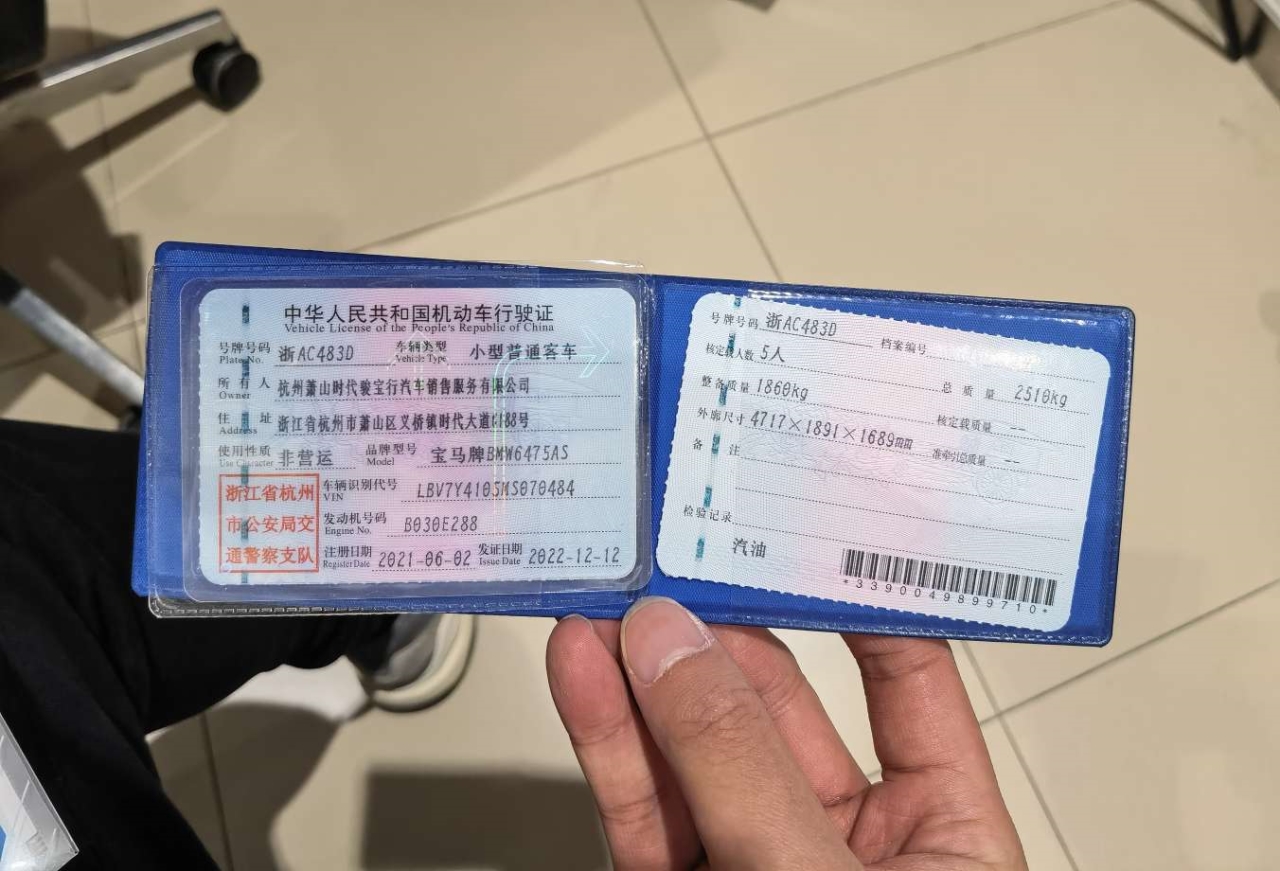 中华人民共和国机动车行驶证
Vehicle License of the People's Republic of China
号牌号码 浙AC483D 车辆类型 小型普通客车
Plate No. Vehicle Type
所有人 杭州萧山时代骏宝行汽车销售服务有限公司
Owner
住址 浙江省杭州市萧山区义桥镇时代大道 188号
Address
使用性质 非营运 品牌型号 宝马牌BMW6475AS
Use Character Model
浙江省杭州
市公安局交
通警察支队
车辆识别代号 LBV7Y4105MS070484
VIN
发动机号码 B030E288
Engine No.
注册日期 2021-06-02 发证日期 2022-12-12
Register Date Issue Date
号牌号码 浙AC483D 档案编号
核定载人数 5人 总质量 2510kg
整备质量 1860kg 核定载质量 --
外廓尺寸 4717×1891×1689mm 准牵引总质量 --
备注
检验记录
汽油
*3390049899710*